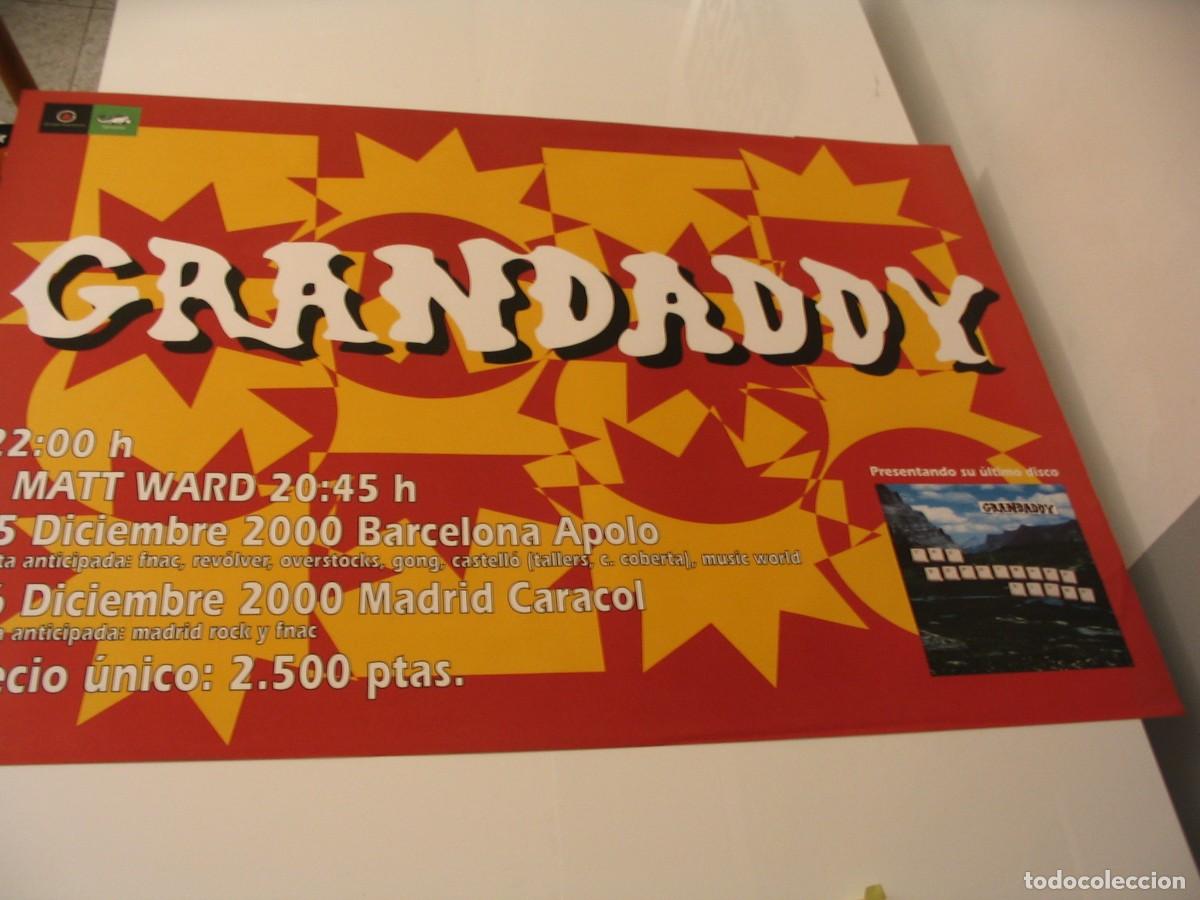 GRANDADDY
22:00 h
MATT WARD 20:45 h
5 Diciembre 2000 Barcelona Apolo
ta anticipada: fnac, revólver, overstocks, gong, castelló (tallers, c. coberta), music world
6 Diciembre 2000 Madrid Caracol
a anticipada: madrid rock y fnac
ecio único: 2.500 ptas.
Presentando su último disco
GRANDADDY
todocoleccion